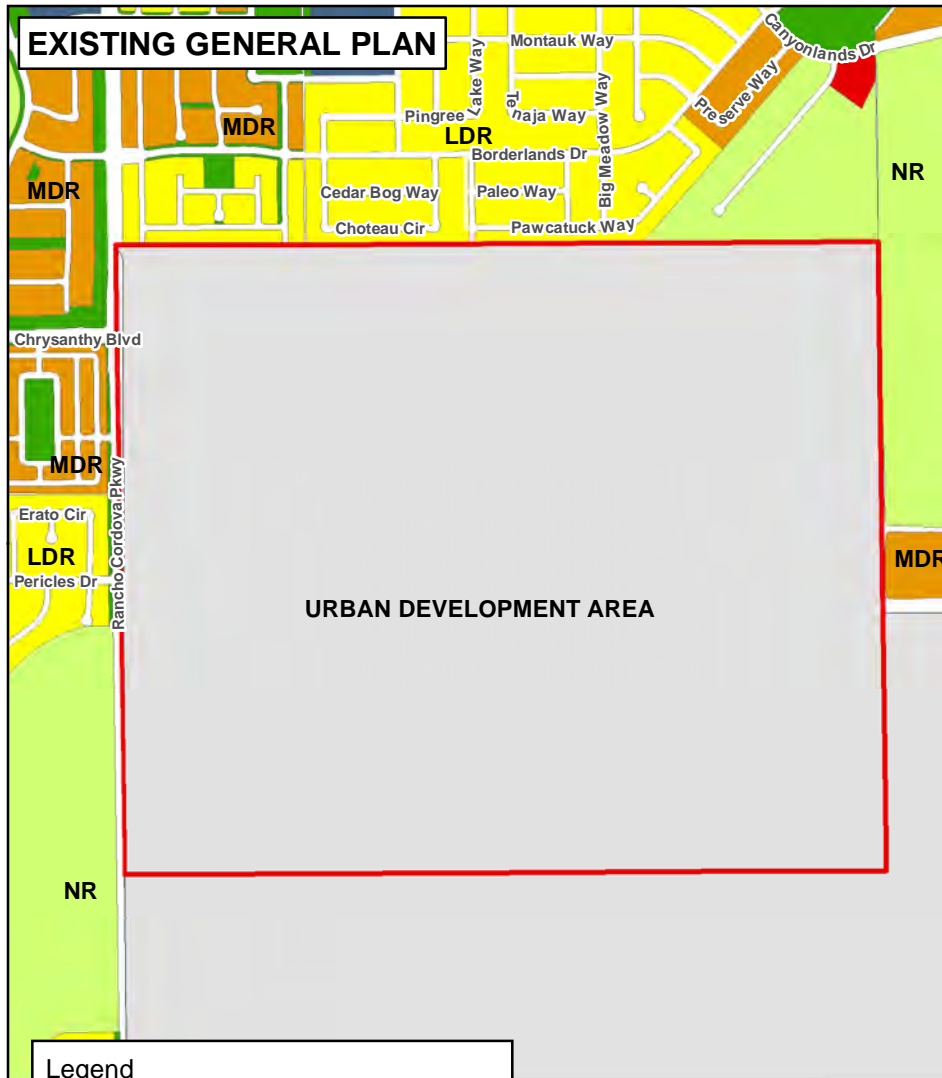 EXISTING GENERAL PLAN
Canyonlands Dr
Montauk Way
Lake Way
Big Meadow Way
Preserve Way
Pingree
Tenaja Way
MDR
LDR
Borderlands Dr
NR
MDR
Cedar Bog Way
Paleo Way
Choteau Cir
Pawcatuck Way
Chrysanthy Blvd
MDR
Rancho Cordova Pkwy
Erato Cir
LDR
Pericles Dr
MDR
URBAN DEVELOPMENT AREA
NR
Legend